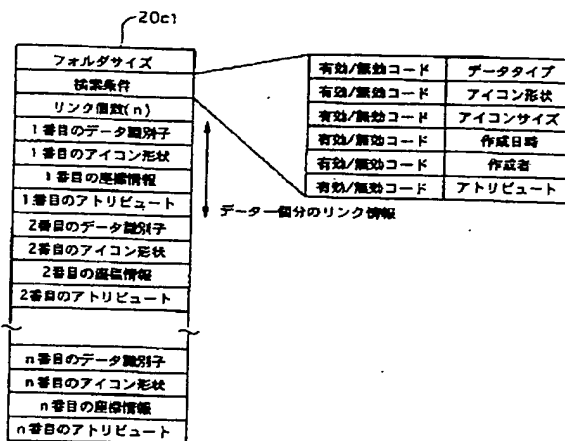 20c1
フォルダサイズ
検索条件
リンク個数(n)
1番目のデータ識別子
1番目のアイコン形状
1番目の座標情報
1番目のアトリビュート
2番目のデータ識別子
2番目のアイコン形状
2番目の座標情報
2番目のアトリビュート
n番目のデータ識別子
n番目のアイコン形状
n番目の座標情報
n番目のアトリビュート
有効/無効コード データタイプ
有効/無効コード アイコン形状
有効/無効コード アイコンサイズ
有効/無効コード 作成日時
有効/無効コード 作成者
有効/無効コード アトリビュート
データ一個分のリンク情報